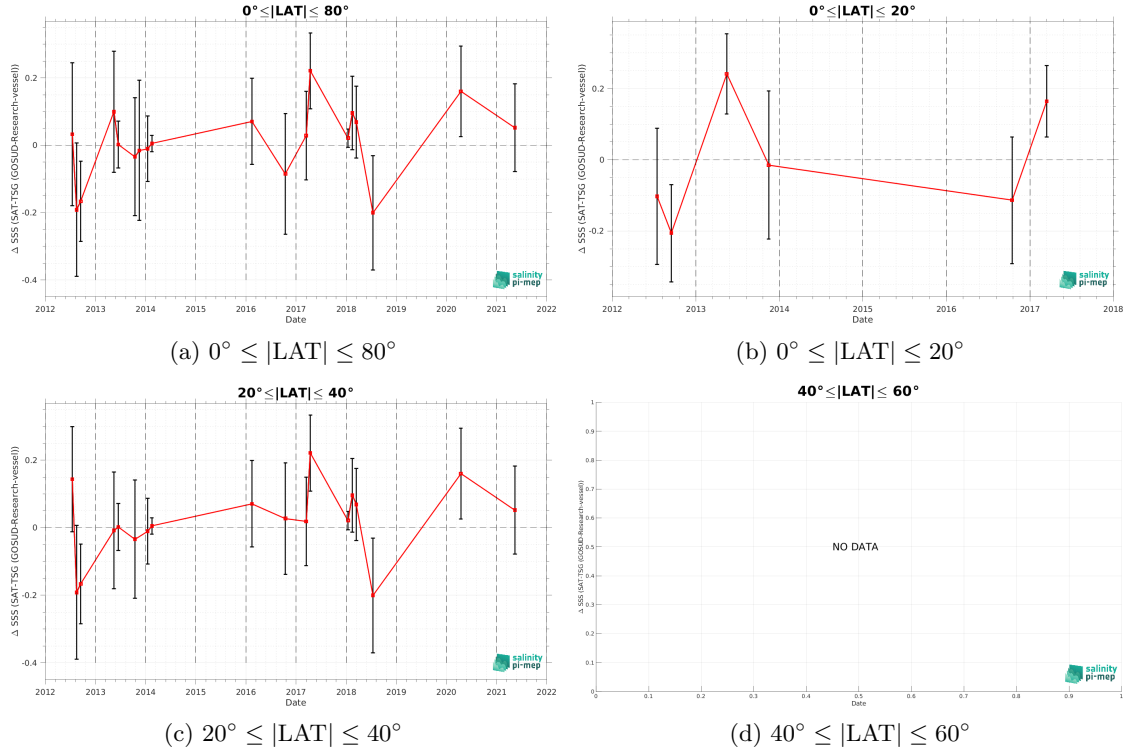 0°≤|LAT|≤ 80°
Δ SSS (SAT-TSG (GOSUD-Research-vessel))
0.2
0
-0.2
-0.4
2012 2013 2014 2015 2016 2017 2018 2019 2020 2021 2022
Date
salinity
pi-mep
(a) 0° ≤ |LAT| ≤ 80°
0°≤|LAT|≤ 20°
Δ SSS (SAT-TSG (GOSUD-Research-vessel))
0.2
0
-0.2
2012 2013 2014 2015 2016 2017 2018
Date
salinity
pi-mep
(b) 0° ≤ |LAT| ≤ 20°
20°≤|LAT|≤ 40°
Δ SSS (SAT-TSG (GOSUD-Research-vessel))
0.2
0
-0.2
-0.4
2012 2013 2014 2015 2016 2017 2018 2019 2020 2021 2022
Date
salinity
pi-mep
(c) 20° ≤ |LAT| ≤ 40°
40°≤|LAT|≤ 60°
Δ SSS (SAT-TSG (GOSUD-Research-vessel))
1
0.9
0.8
0.7
0.6
0.5
0.4
0.3
0.2
0.1
0
NO DATA
0 0.1 0.2 0.3 0.4 0.5 0.6 0.7 0.8 0.9 1
Date
salinity
pi-mep
(d) 40° ≤ |LAT| ≤ 60°